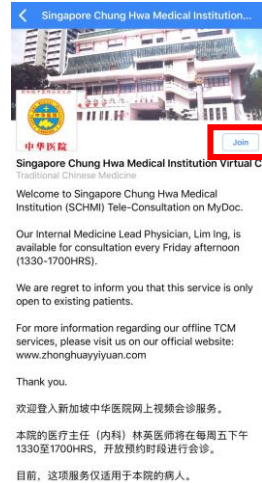 Singapore Chung Hwa Medical Institution...
中华医院
Join
Singapore Chung Hwa Medical Institution Virtual C
Traditional Chinese Medicine
Welcome to Singapore Chung Hwa Medical
Institution (SCHMI) Tele-Consultation on MyDoc.
Our Internal Medicine Lead Physician, Lim Ing, is
available for consultation every Friday afternoon
(1330-1700HRS).
We are regret to inform you that this service is only
open to existing patients.
For more information regarding our offline TCM
services, please visit us on our official website:
www.zhonghuayyiyuan.com
Thank you.
欢迎登入新加坡中华医院网上视频会诊服务。
本院的医疗主任（内科）林英医师将在每周五下午
1330至1700HRS，开放预约时段进行会诊。
目前，这项服务仅适用于本院的病人。